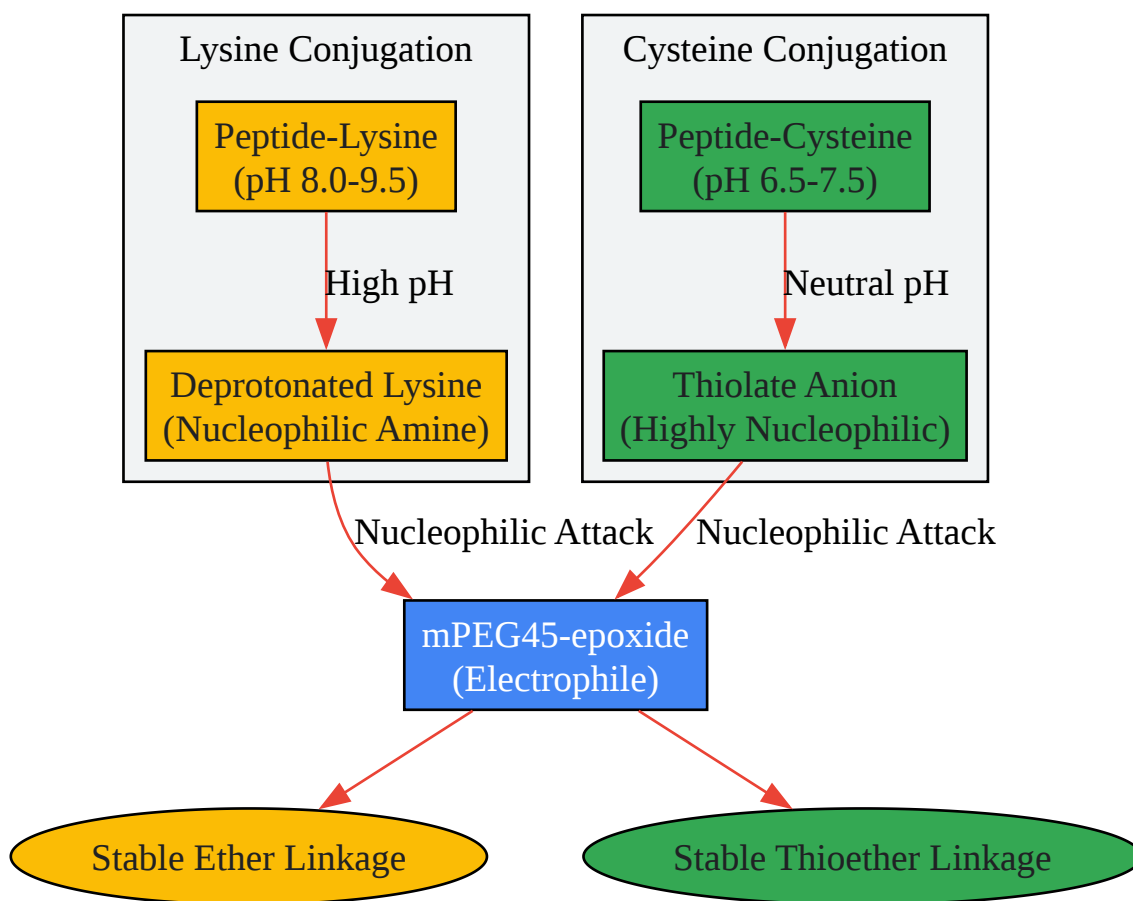 Lysine Conjugation
Peptide-Lysine
(pH 8.0-9.5)
High pH
Deprotonated Lysine
(Nucleophilic Amine)
Nucleophilic Attack
Cysteine Conjugation
Peptide-Cysteine
(pH 6.5-7.5)
Neutral pH
Thiolate Anion
(Highly Nucleophilic)
Nucleophilic Attack
mPEG45-epoxide
(Electrophile)
Stable Ether Linkage
Stable Thioether Linkage